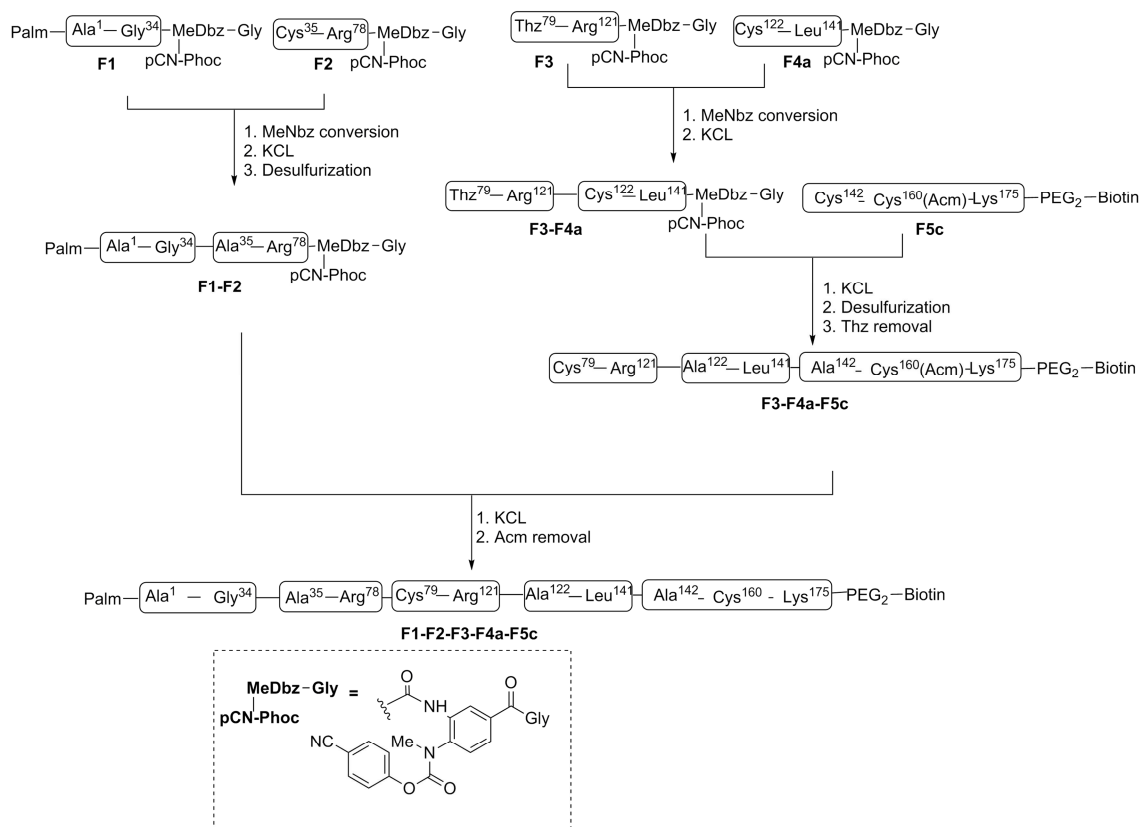 Palm—Ala¹—Gly³⁴—MeDbz-Gly
pCN-Phoc
F1
Cys³⁵—Arg⁷⁸—MeDbz-Gly
pCN-Phoc
F2
Thz⁷⁹—Arg¹²¹—MeDbz-Gly
pCN-Phoc
F3
Cys¹²²—Leu¹⁴¹—MeDbz-Gly
pCN-Phoc
F4a
1. MeNbz conversion
2. KCL
3. Desulfurization
1. MeNbz conversion
2. KCL
Thz⁷⁹—Arg¹²¹—Cys¹²²—Leu¹⁴¹—MeDbz-Gly
pCN-Phoc
F3-F4a
Cys¹⁴²- Cys¹⁶⁰(Acm)-Lys¹⁷⁵—PEG₂—Biotin
F5c
Palm—Ala¹—Gly³⁴—Ala³⁵—Arg⁷⁸—MeDbz-Gly
pCN-Phoc
F1-F2
1. KCL
2. Desulfurization
3. Thz removal
Cys⁷⁹—Arg¹²¹—Ala¹²²—Leu¹⁴¹—Ala¹⁴²- Cys¹⁶⁰(Acm)-Lys¹⁷⁵—PEG₂—Biotin
F3-F4a-F5c
1. KCL
2. Acm removal
Palm—Ala¹ — Gly³⁴—Ala³⁵—Arg⁷⁸—Cys⁷⁹—Arg¹²¹—Ala¹²²—Leu¹⁴¹—Ala¹⁴²- Cys¹⁶⁰ - Lys¹⁷⁵—PEG₂—Biotin
F1-F2-F3-F4a-F5c
MeDbz-Gly =
pCN-Phoc
O
NH
O
Gly
NC
Me
N
O
O